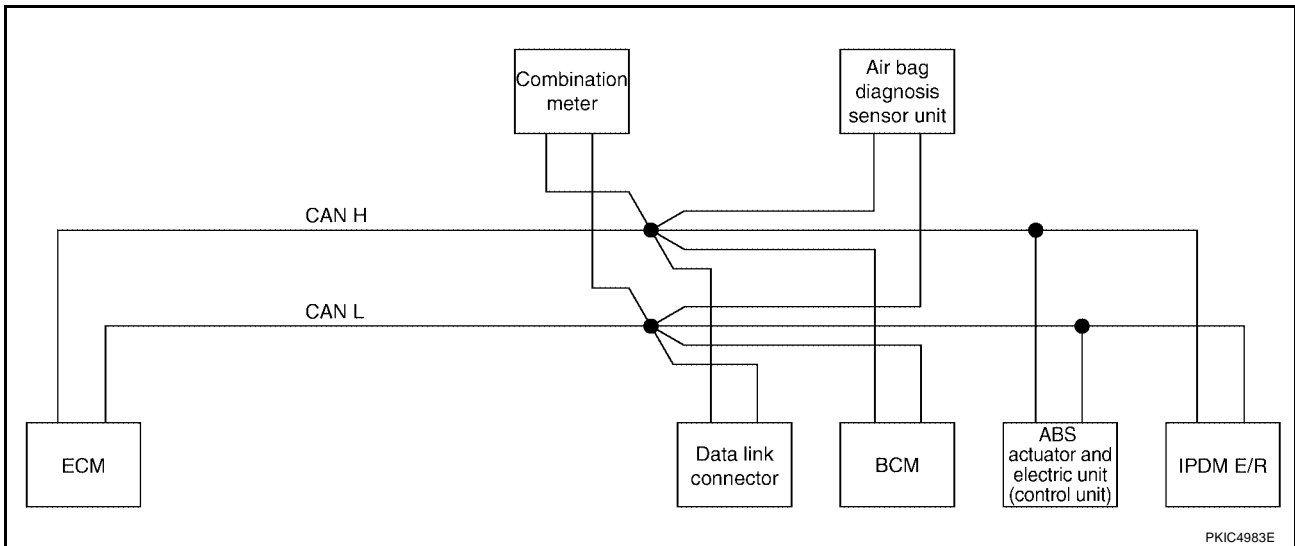 Combination
meter
Air bag
diagnosis
sensor unit
CAN H
CAN L
ECM
Data link
connector
BCM
ABS
actuator and
electric unit
(control unit)
IPDM E/R
PKIC4983E